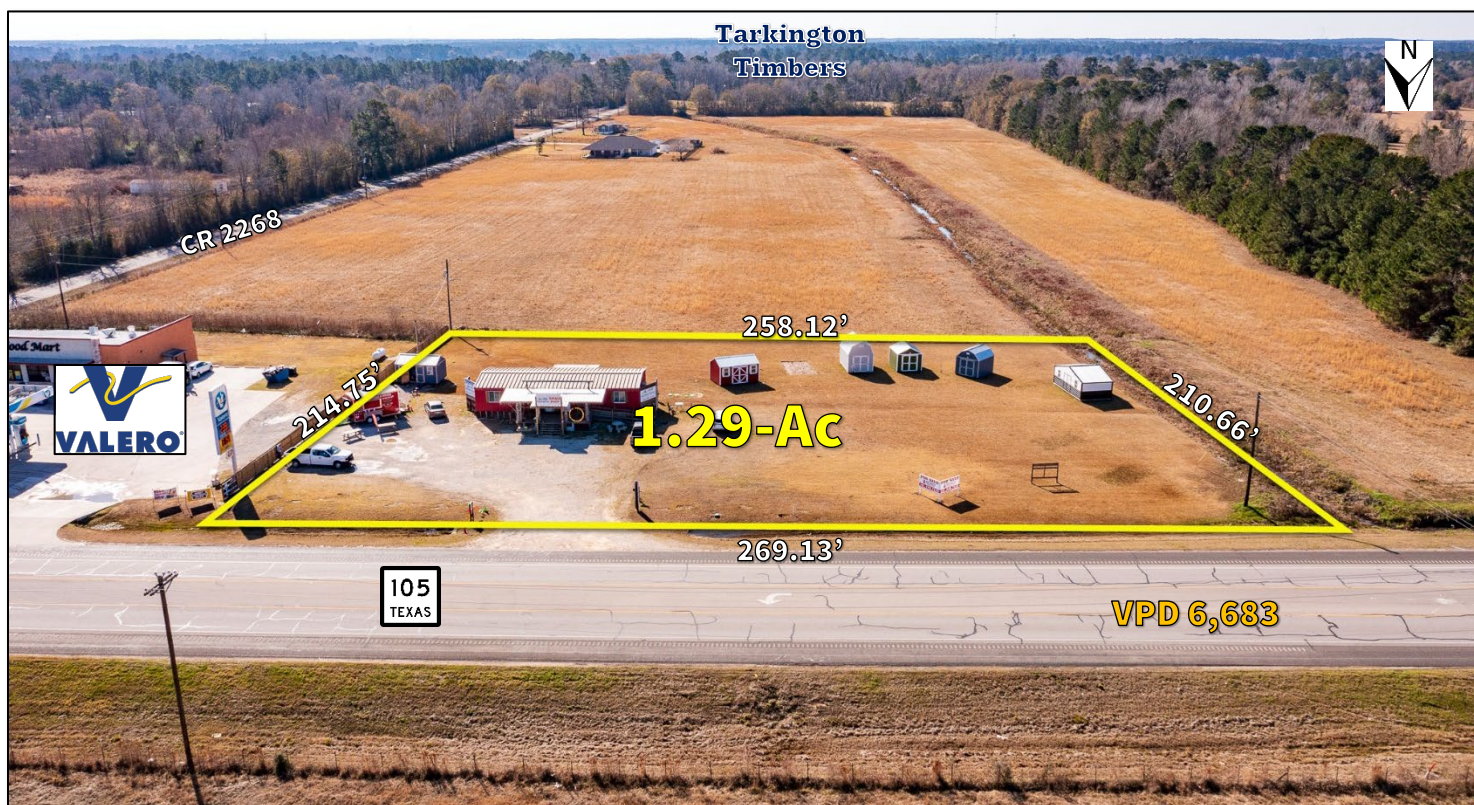 Tarkington
Timbers
N
CR 2268
258.12’
ood Mart
214.75’
210.66’
VALERO
1.29-Ac
269.13’
105
TEXAS
VPD 6,683